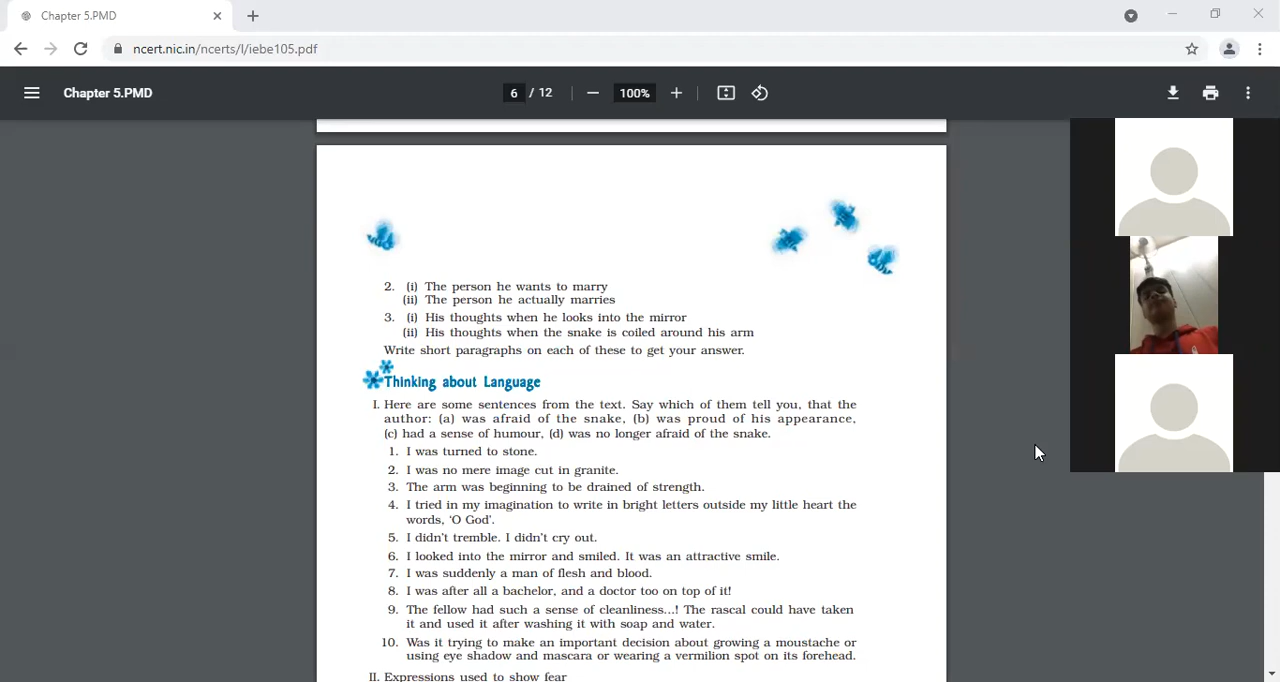 Chapter 5.PMD
ncert.nic.in/ncerts/l/iebe105.pdf
Chapter 5.PMD
6 / 12
100%
2. (i) The person he wants to marry
(ii) The person he actually marries
3. (i) His thoughts when he looks into the mirror
(ii) His thoughts when the snake is coiled around his arm
Write short paragraphs on each of these to get your answer.
Thinking about Language
I. Here are some sentences from the text. Say which of them tell you, that the
author: (a) was afraid of the snake, (b) was proud of his appearance,
(c) had a sense of humour, (d) was no longer afraid of the snake.
1. I was turned to stone.
2. I was no mere image cut in granite.
3. The arm was beginning to be drained of strength.
4. I tried in my imagination to write in bright letters outside my little heart the
words, ‘O God’.
5. I didn’t tremble. I didn’t cry out.
6. I looked into the mirror and smiled. It was an attractive smile.
7. I was suddenly a man of flesh and blood.
8. I was after all a bachelor, and a doctor too on top of it!
9. The fellow had such a sense of cleanliness...! The rascal could have taken
it and used it after washing it with soap and water.
10. Was it trying to make an important decision about growing a moustache or
using eye shadow and mascara or wearing a vermilion spot on its forehead.
II. Expressions used to show fear